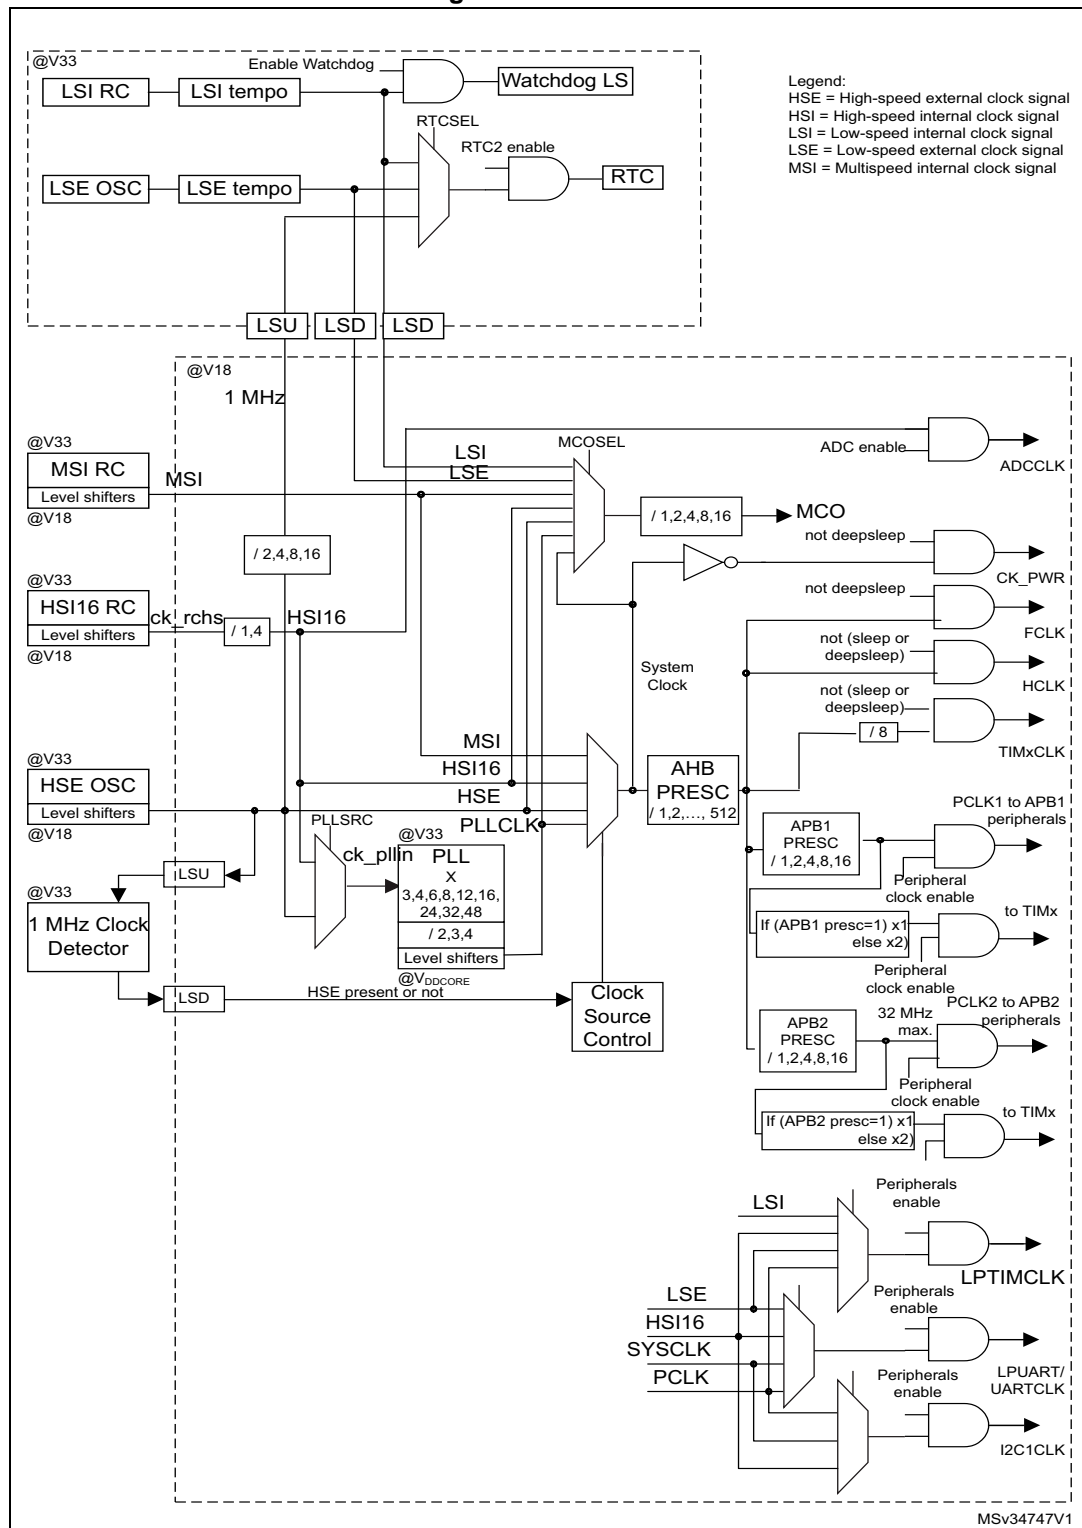 @V33
Enable Watchdog
LSI RC
LSI tempo
Watchdog LS
Legend:
HSE = High-speed external clock signal
HSI = High-speed internal clock signal
LSI = Low-speed internal clock signal
LSE = Low-speed external clock signal
MSI = Multispeed internal clock signal
RTCSEL
RTC2 enable
LSE OSC
LSE tempo
RTC
LSU
LSD
LSD
@V18
1 MHz
@V33
MSI RC
Level shifters
@V18
MSI
LSI
LSE
MCOSEL
ADC enable
ADCCLK
/ 1,2,4,8,16
MCO
/ 2,4,8,16
not deepsleep
CK_PWR
@V33
HSI16 RC
Level shifters
@V18
ck_rchs
/ 1,4
HSI16
not deepsleep
FCLK
System
Clock
not (sleep or
deepsleep)
HCLK
not (sleep or
deepsleep)
/ 8
TIMxCLK
@V33
HSE OSC
Level shifters
@V18
MSI
HSI16
HSE
PLLCLK
AHB
PRESC
/ 1,2,..., 512
PCLK1 to APB1
peripherals
APB1
PRESC
/ 1,2,4,8,16
Peripheral
clock enable
PLLSRC
ck_pllin
@V33
PLL
X
3,4,6,8,12,16,
24,32,48
/ 2,3,4
Level shifters
@VDDCORE
LSU
@V33
1 MHz Clock
Detector
LSD
HSE present or not
Clock
Source
Control
If (APB1 presc=1) x1
else x2)
to TIMx
Peripheral
clock enable
PCLK2 to APB2
peripherals
32 MHz
max.
APB2
PRESC
/ 1,2,4,8,16
Peripheral
clock enable
If (APB2 presc=1) x1
else x2)
to TIMx
Peripherals
enable
LSI
LPTIMCLK
LSE
HSI16
SYSCLK
PCLK
Peripherals
enable
LPUART/
UARTCLK
Peripherals
enable
I2C1CLK
MSv34747V1